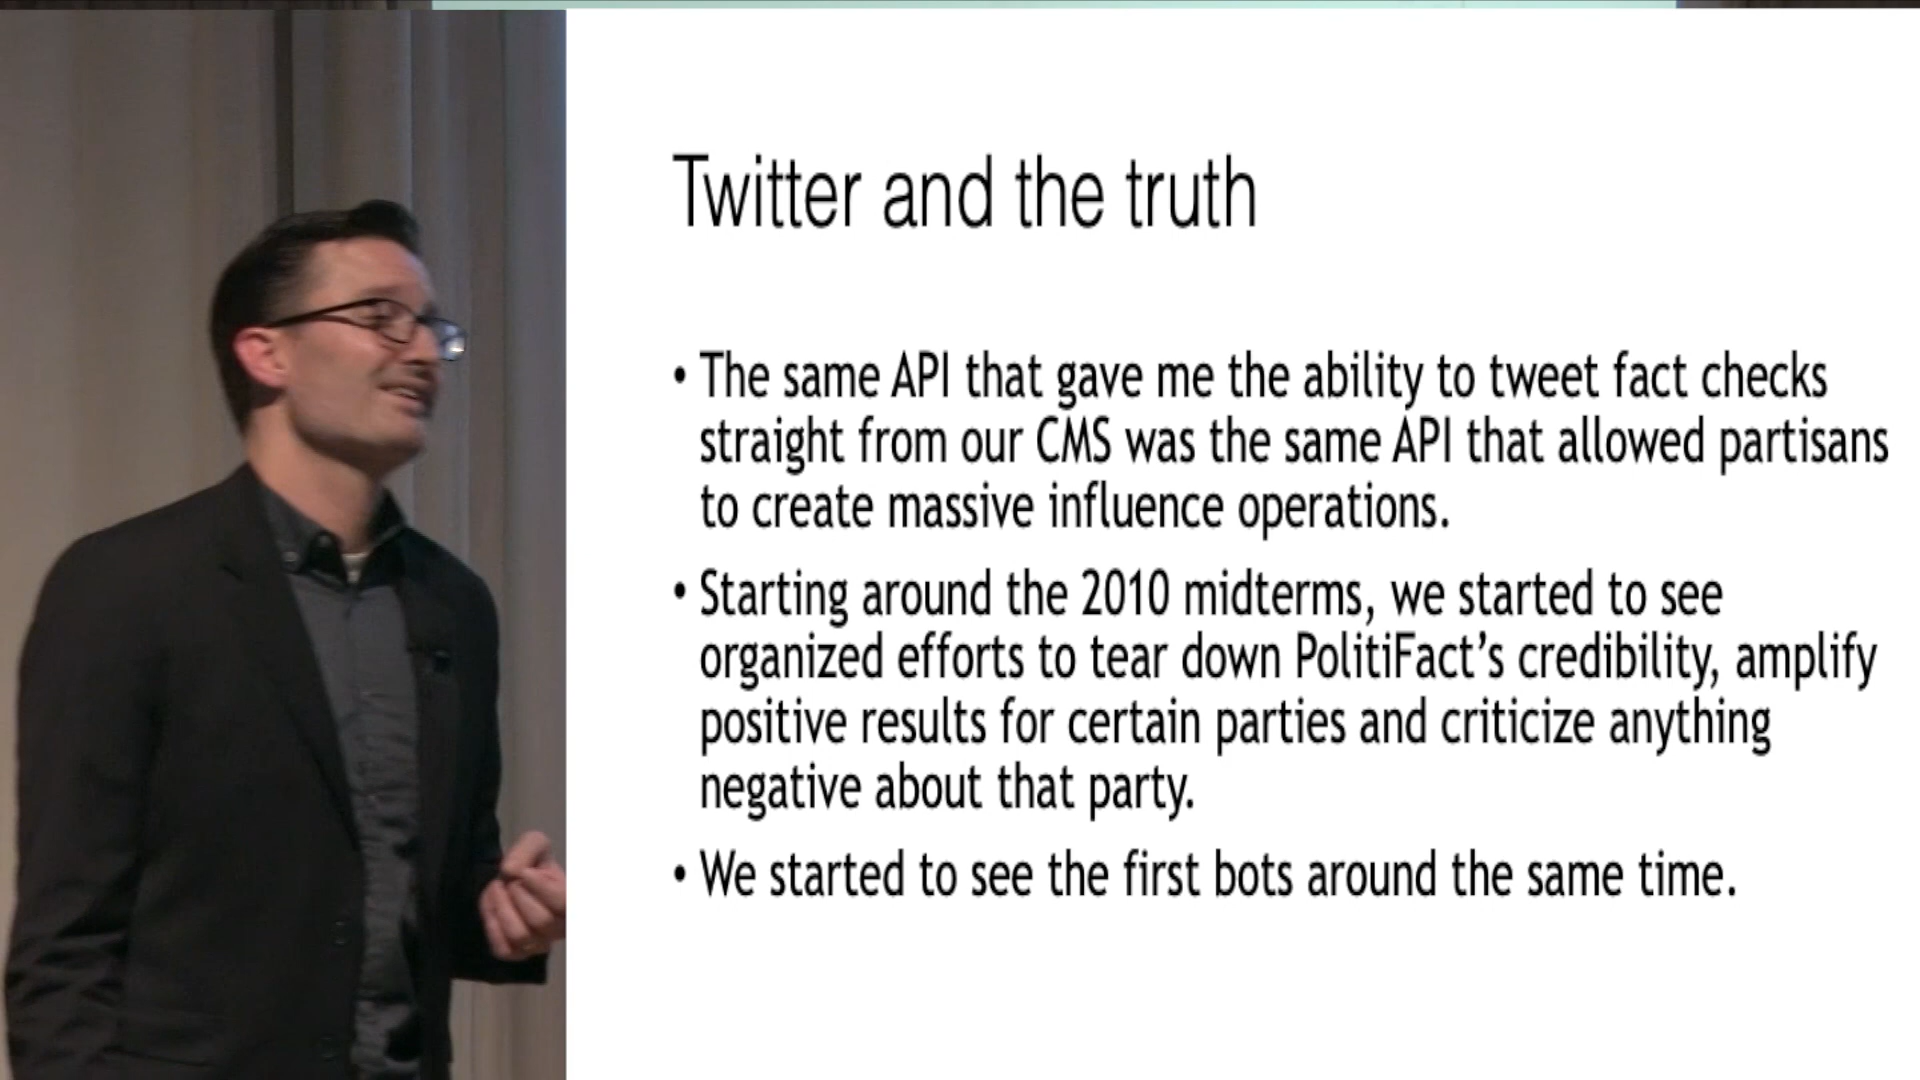 Twitter and the truth
• The same API that gave me the ability to tweet fact checks
straight from our CMS was the same API that allowed partisans
to create massive influence operations.
• Starting around the 2010 midterms, we started to see
organized efforts to tear down PolitiFact’s credibility, amplify
positive results for certain parties and criticize anything
negative about that party.
• We started to see the first bots around the same time.